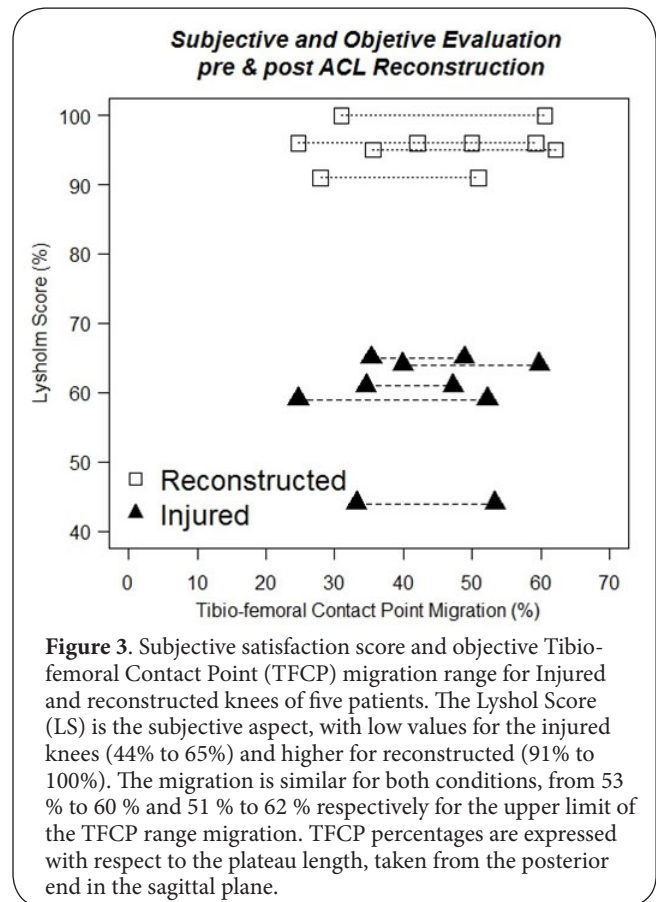 Subjective and Objetive Evaluation
pre & post ACL Reconstruction
100
90
80
70
60
50
40
Lysholm Score (%)
Reconstructed
Injured
0 10 20 30 40 50 60 70
Tibio-femoral Contact Point Migration (%)
Figure 3. Subjective satisfaction score and objective Tibio-
femoral Contact Point (TFCP) migration range for Injured
and reconstructed knees of five patients. The Lyshol Score
(LS) is the subjective aspect, with low values for the injured
knees (44% to 65%) and higher for reconstructed (91% to
100%). The migration is similar for both conditions, from 53
% to 60 % and 51 % to 62 % respectively for the upper limit of
the TFCP range migration. TFCP percentages are expressed
with respect to the plateau length, taken from the posterior
end in the sagittal plane.